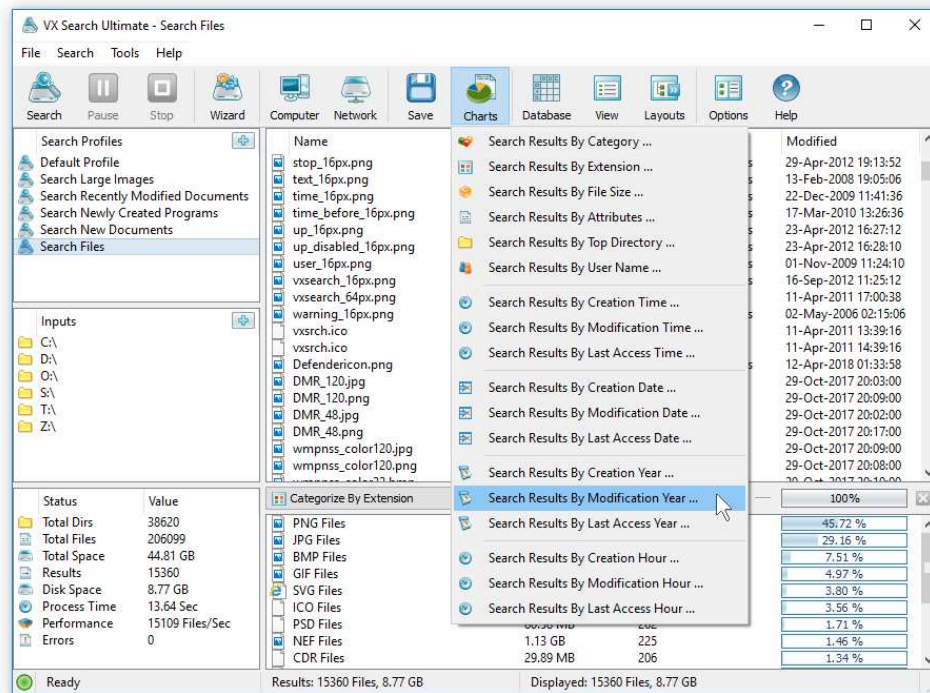 VX Search Ultimate - Search Files
File Search Tools Help
Search Pause Stop Wizard Computer Network Save Charts Database View Layouts Options Help
Search Profiles
Default Profile
Search Large Images
Search Recently Modified Documents
Search Newly Created Programs
Search New Documents
Search Files
Inputs
C:\
D:\
O:\
S:\
T:\
Z:\
Status Value
Total Dirs 38620
Total Files 206099
Total Space 44.81 GB
Results 15360
Disk Space 8.77 GB
Process Time 13.64 Sec
Performance 15109 Files/Sec
Errors 0
Name
stop_16px.png
text_16px.png
time_16px.png
time_before_16px.png
up_16px.png
up_disabled_16px.png
user_16px.png
vxsearch_16px.png
vxsearch_64px.png
warning_16px.png
vxsrch.ico
vxsrch.ico
Defendericon.png
DMR_120.jpg
DMR_120.png
DMR_48.jpg
DMR_48.png
wmpnss_color120.jpg
wmpnss_color120.png
Search Results By Category ...
Search Results By Extension ...
Search Results By File Size ...
Search Results By Attributes ...
Search Results By Top Directory ...
Search Results By User Name ...
Search Results By Creation Time ...
Search Results By Modification Time ...
Search Results By Last Access Time ...
Search Results By Creation Date ...
Search Results By Modification Date ...
Search Results By Last Access Date ...
Search Results By Creation Year ...
Search Results By Modification Year ...
Search Results By Last Access Year ...
Search Results By Creation Hour ...
Search Results By Modification Hour ...
Search Results By Last Access Hour ...
Modified
29-Apr-2012 19:13:52
13-Feb-2008 19:05:06
22-Dec-2009 11:41:36
17-Mar-2010 13:26:36
23-Apr-2012 16:27:12
23-Apr-2012 16:28:10
01-Nov-2009 11:24:10
16-Sep-2012 11:25:12
11-Apr-2011 17:00:38
02-May-2006 02:15:06
11-Apr-2011 13:39:16
11-Apr-2011 14:39:16
12-Apr-2018 01:33:58
29-Oct-2017 20:03:00
29-Oct-2017 20:09:00
29-Oct-2017 20:02:00
29-Oct-2017 20:17:00
29-Oct-2017 20:09:00
29-Oct-2017 20:08:00
Categorize By Extension 100%
PNG Files 45.72 %
JPG Files 29.16 %
BMP Files 7.51 %
GIF Files 4.97 %
SVG Files 3.80 %
ICO Files 3.56 %
PSD Files 1.71 %
NEF Files 1.13 GB 225 1.46 %
CDR Files 29.89 MB 206 1.34 %
Ready Results: 15360 Files, 8.77 GB Displayed: 15360 Files, 8.77 GB